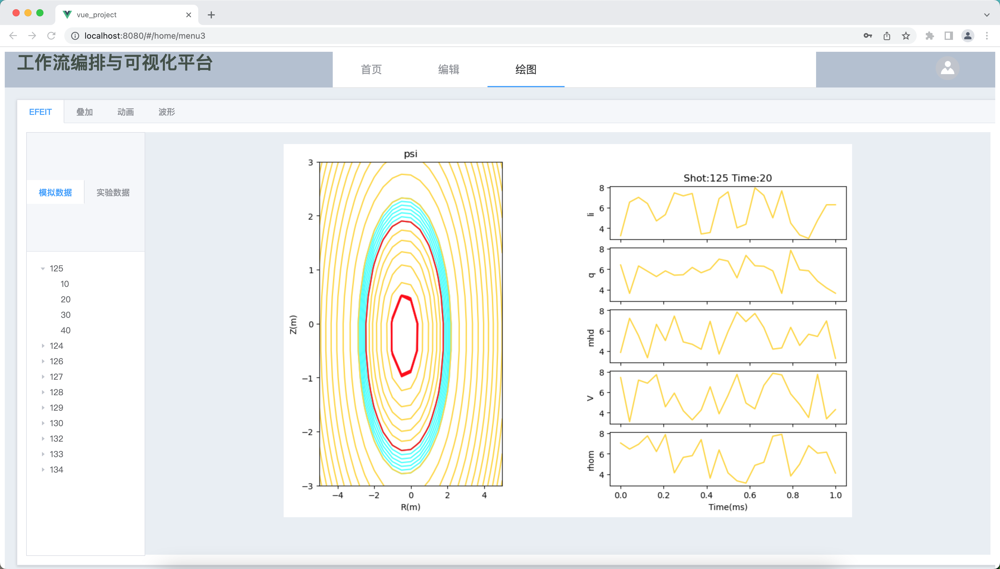 vue_project
localhost:8080/#/home/menu3
工作流编排与可视化平台
首页 编辑 绘图
EFEIT 叠加 动画 波形
模拟数据 实验数据
125
10
20
30
40
124
126
127
128
129
130
132
133
134
psi
3
2
1
0
−1
−2
−3
Z(m)
−4 −2 0 2 4
R(m)
Shot:125 Time:20
8
6
4
li
8
6
4
q
8
6
4
mhd
8
6
4
V
8
6
4
rhom
0.0 0.2 0.4 0.6 0.8 1.0
Time(ms)